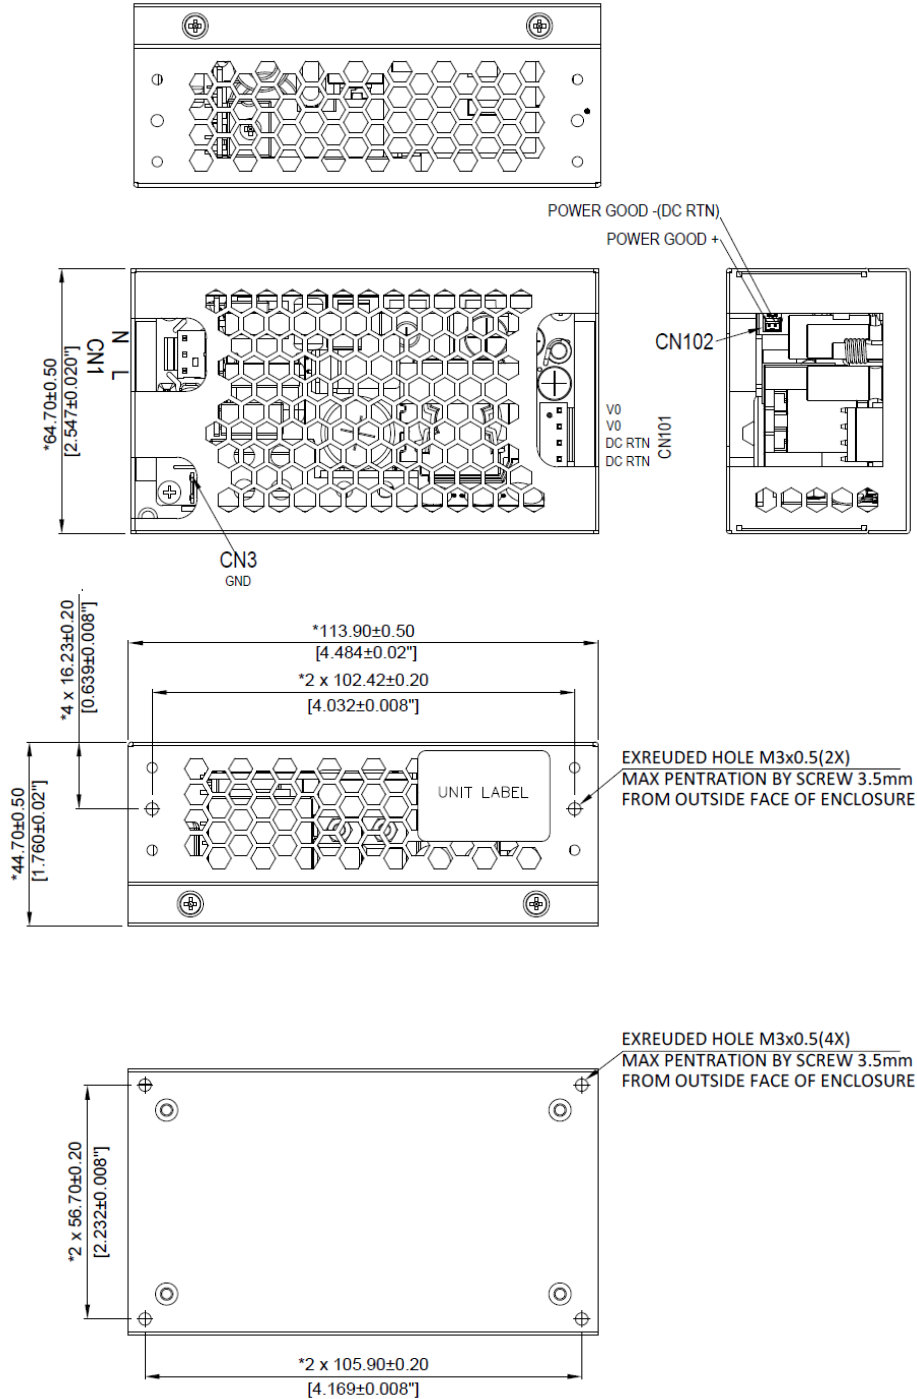 POWER GOOD -(DC RTN)
POWER GOOD +
CN102
N
L
CN1
*64.70±0.50
[2.547±0.020"]
V0
V0
DC RTN
DC RTN
CN101
CN3
GND
*4 x 16.23±0.20
[0.639±0.008"]
*113.90±0.50
[4.484±0.02"]
*2 x 102.42±0.20
[4.032±0.008"]
*44.70±0.50
[1.760±0.02"]
UNIT LABEL
EXREUDED HOLE M3x0.5(2X)
MAX PENTRATION BY SCREW 3.5mm
FROM OUTSIDE FACE OF ENCLOSURE
EXREUDED HOLE M3x0.5(4X)
MAX PENTRATION BY SCREW 3.5mm
FROM OUTSIDE FACE OF ENCLOSURE
*2 x 56.70±0.20
[2.232±0.008"]
*2 x 105.90±0.20
[4.169±0.008"]